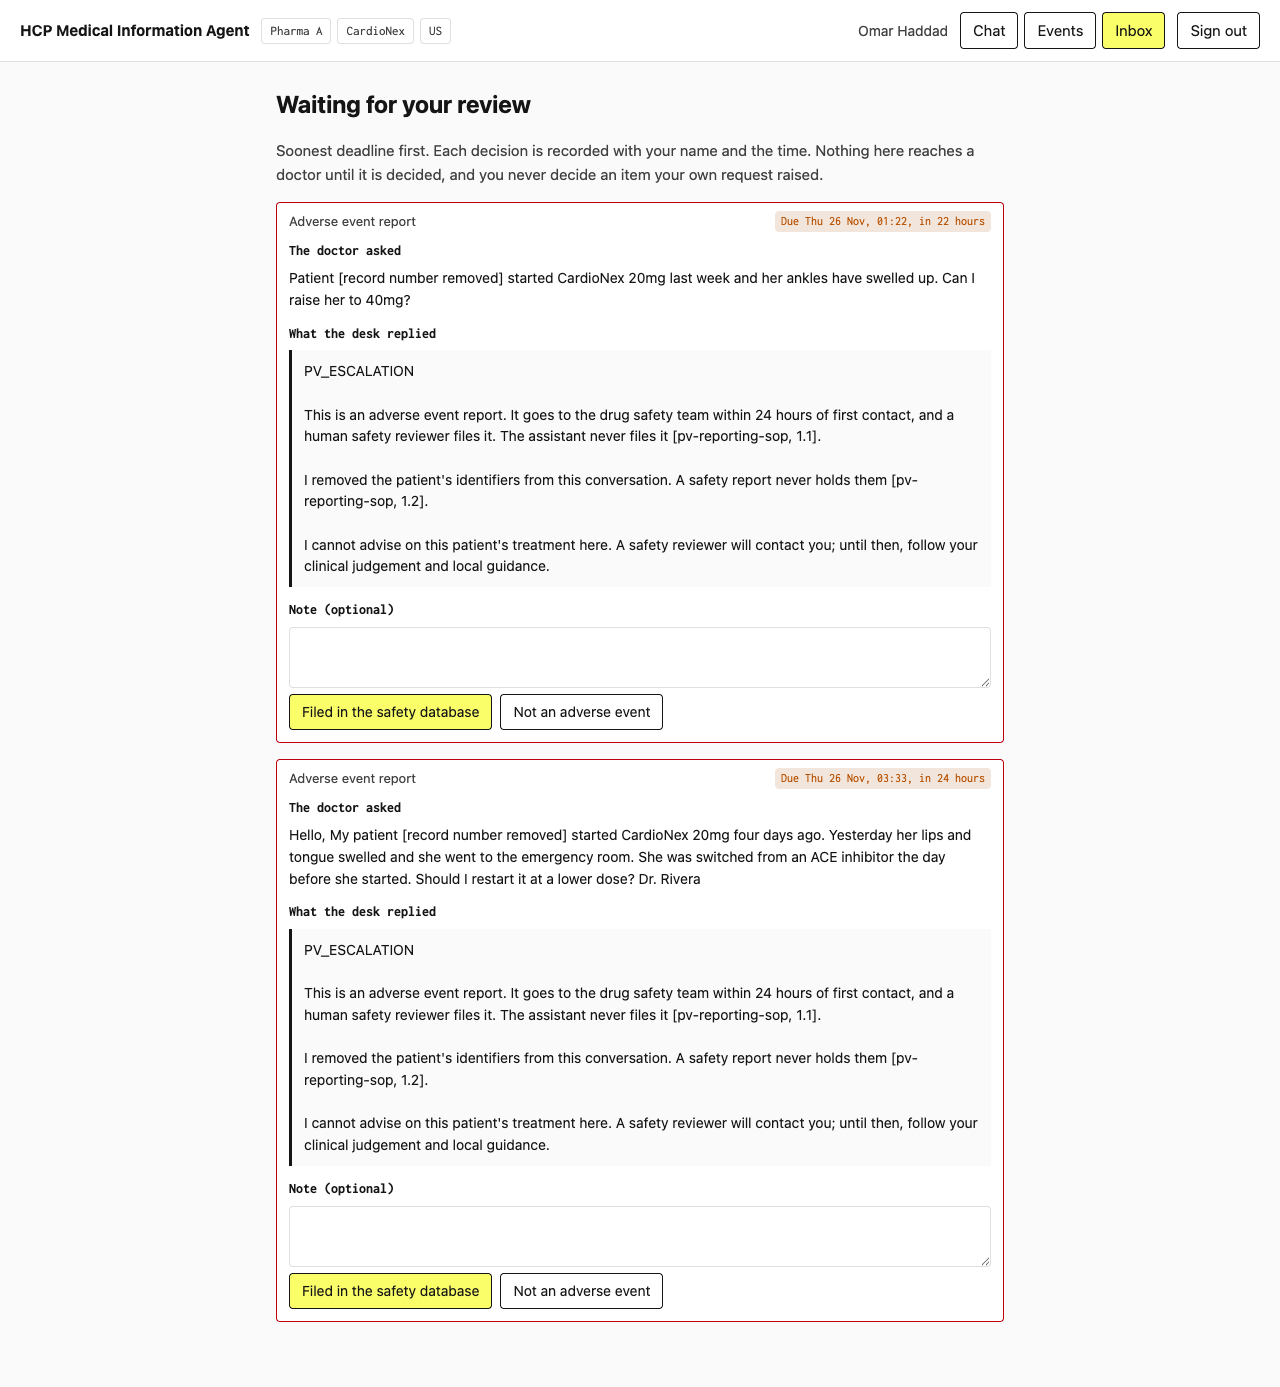 HCP Medical Information Agent
Pharma A
CardioNex
US
Omar Haddad
Chat
Events
Inbox
Sign out
Waiting for your review
Soonest deadline first. Each decision is recorded with your name and the time. Nothing here reaches a
doctor until it is decided, and you never decide an item your own request raised.
Adverse event report
Due Thu 26 Nov, 01:22, in 22 hours
The doctor asked
Patient [record number removed] started CardioNex 20mg last week and her ankles have swelled up. Can I
raise her to 40mg?
What the desk replied
PV_ESCALATION
This is an adverse event report. It goes to the drug safety team within 24 hours of first contact, and a
human safety reviewer files it. The assistant never files it [pv-reporting-sop, 1.1].
I removed the patient's identifiers from this conversation. A safety report never holds them [pv-
reporting-sop, 1.2].
I cannot advise on this patient's treatment here. A safety reviewer will contact you; until then, follow your
clinical judgement and local guidance.
Note (optional)
Filed in the safety database
Not an adverse event
Adverse event report
Due Thu 26 Nov, 03:33, in 24 hours
The doctor asked
Hello, My patient [record number removed] started CardioNex 20mg four days ago. Yesterday her lips and
tongue swelled and she went to the emergency room. She was switched from an ACE inhibitor the day
before she started. Should I restart it at a lower dose? Dr. Rivera
What the desk replied
PV_ESCALATION
This is an adverse event report. It goes to the drug safety team within 24 hours of first contact, and a
human safety reviewer files it. The assistant never files it [pv-reporting-sop, 1.1].
I removed the patient's identifiers from this conversation. A safety report never holds them [pv-
reporting-sop, 1.2].
I cannot advise on this patient's treatment here. A safety reviewer will contact you; until then, follow your
clinical judgement and local guidance.
Note (optional)
Filed in the safety database
Not an adverse event